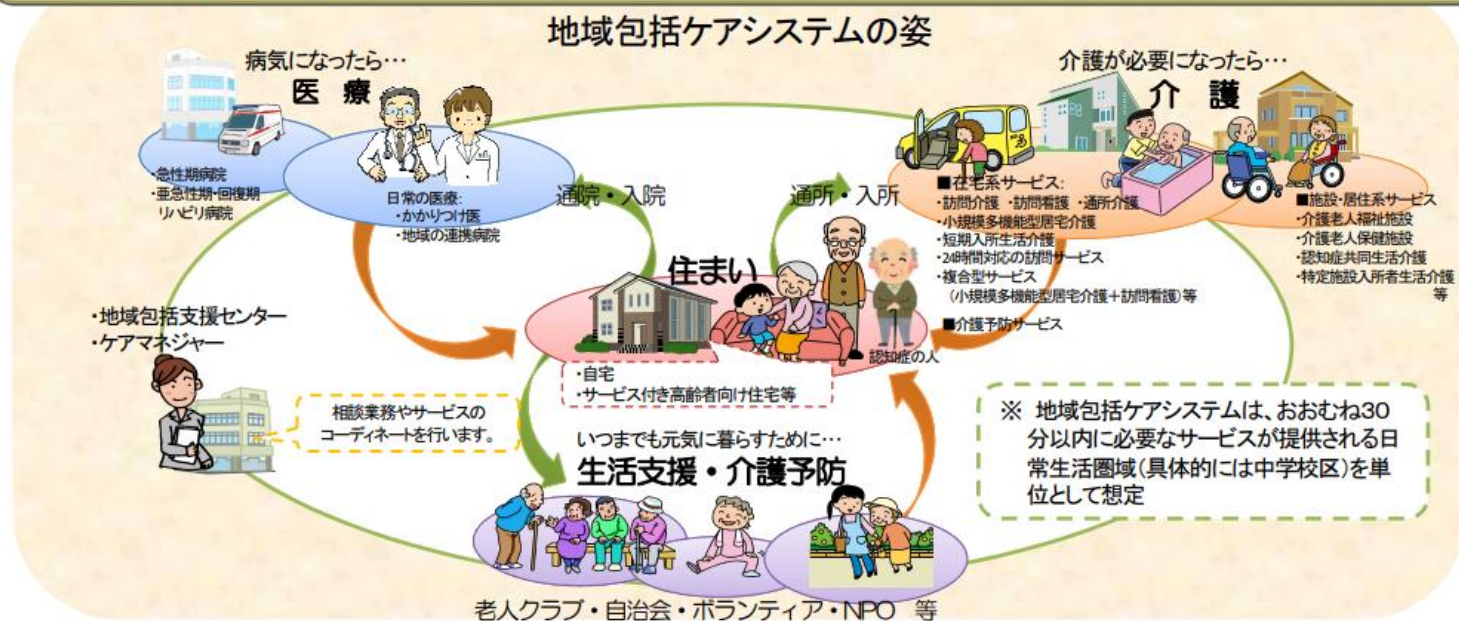 地域包括ケアシステムの姿
病気になったら…
医 療
・急性期病院
・亜急性期・回復期
リハビリ病院
日常の医療:
・かかりつけ医
・地域の連携病院
通院・入院
通所・入所
介護が必要になったら…
介 護
■在宅系サービス:
・訪問介護 ・訪問看護 ・通所介護
・小規模多機能型居宅介護
・短期入所生活介護
・24時間対応の訪問サービス
・複合型サービス
(小規模多機能型居宅介護+訪問看護)等
■介護予防サービス
■施設・居住系サービス
・介護老人福祉施設
・介護老人保健施設
・認知症共同生活介護
・特定施設入所者生活介護
等
住まい
認知症の人
・自宅
・サービス付き高齢者向け住宅等
・地域包括支援センター
・ケアマネジャー
相談業務やサービスの
コーディネートを行います。
いつまでも元気に暮らすために…
生活支援・介護予防
老人クラブ・自治会・ボランティア・NPO 等
※ 地域包括ケアシステムは、おおむね30
分以内に必要なサービスが提供される日
常生活圏域(具体的には中学校区)を単
位として想定